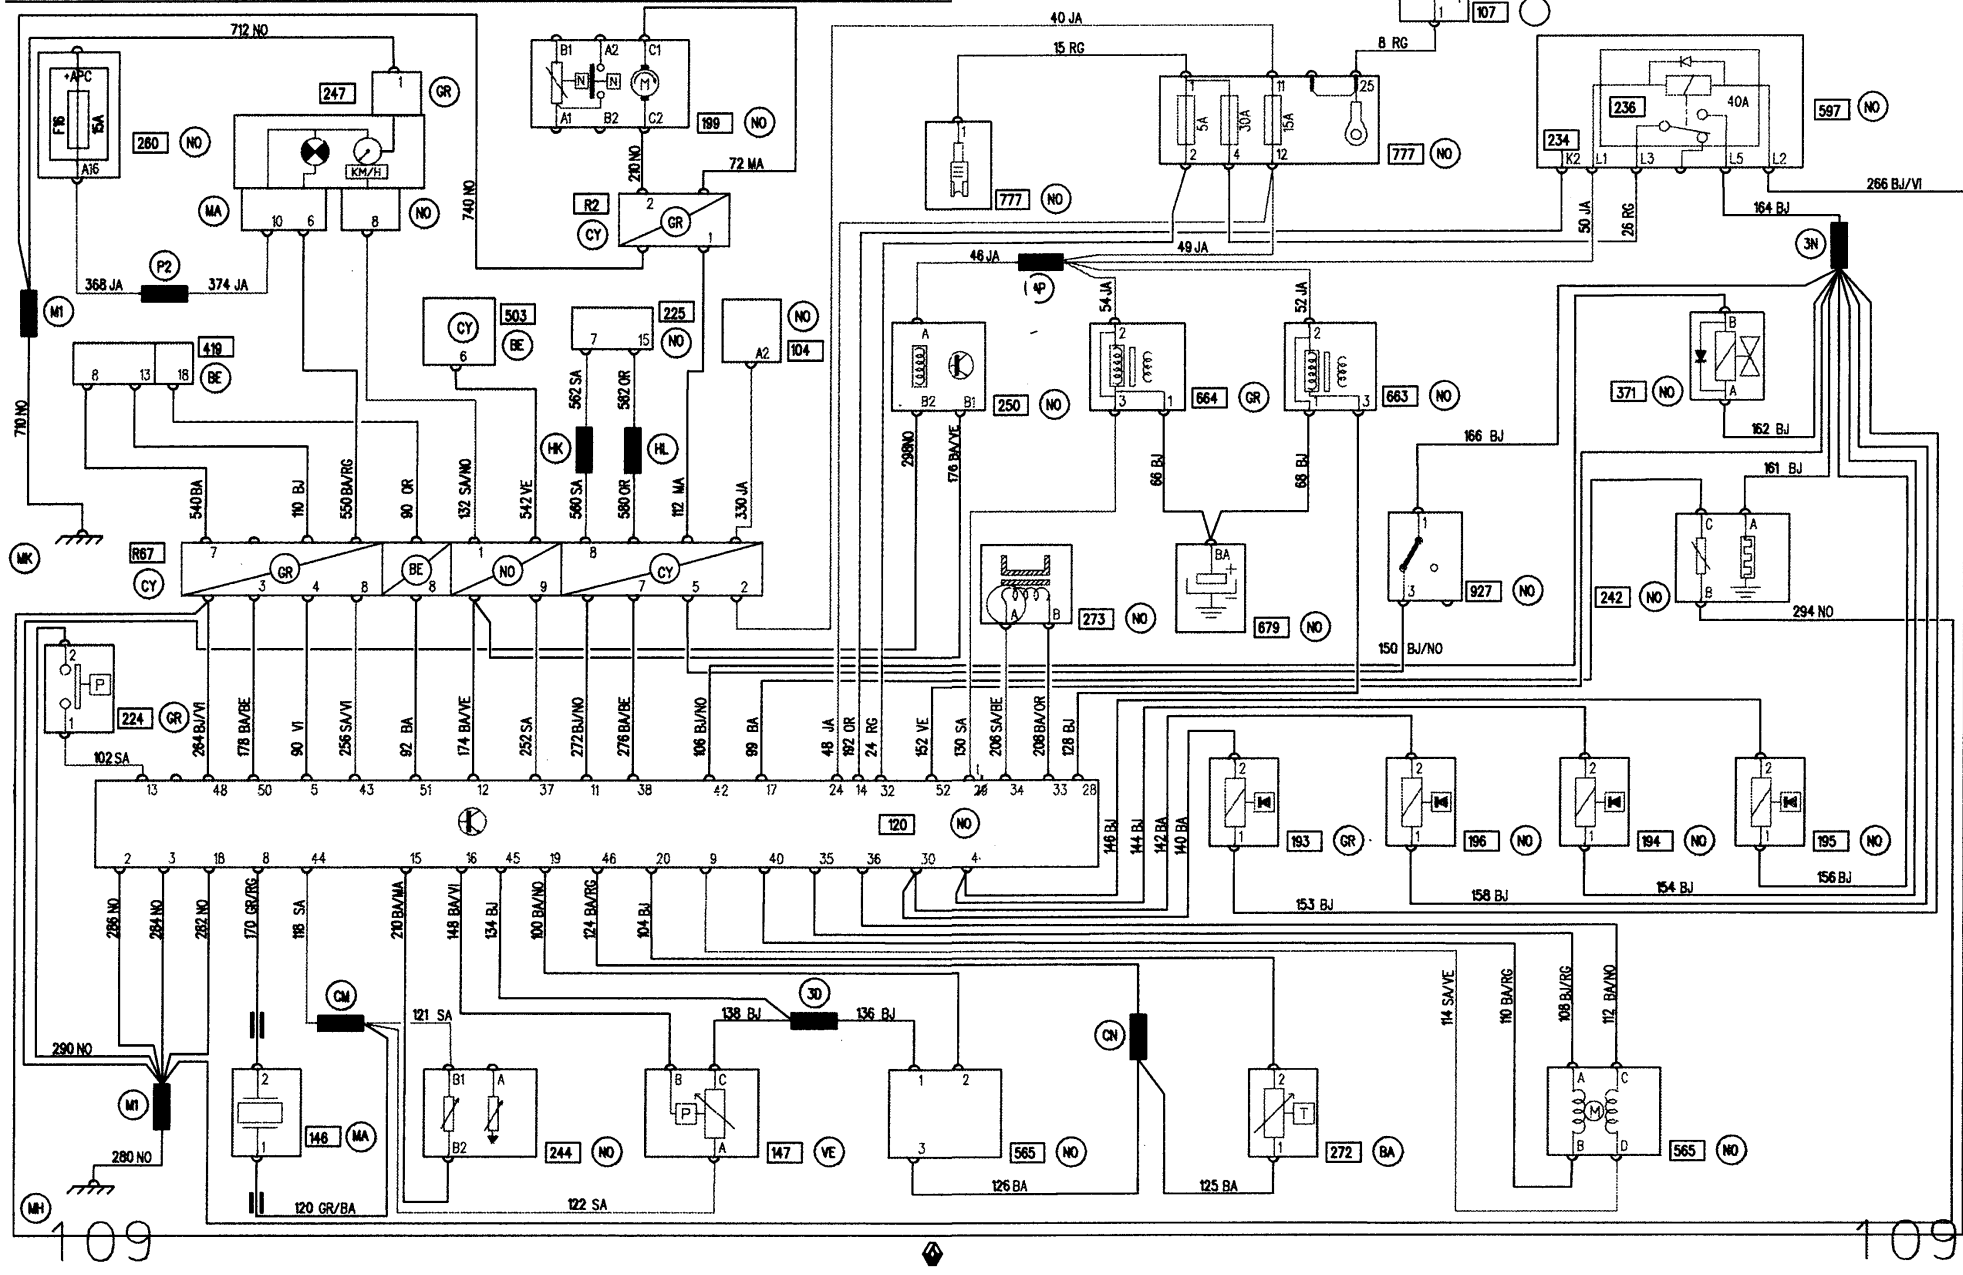 40 JA
107
1
712 NO
15 RG
8 RG
+APC
F16
15A
A16
260
NO
247
1
GR
KM/H
MA
10
6
8
NO
B1
A2
C1
N
N
M
A1
B2
C2
199
NO
210 NO
72 MA
740 NO
R2
CY
2
GR
1
1
777
NO
1
11
25
5A
30A
15A
2
4
12
777
NO
236
40A
234
K2
L1
L3
L5
L2
597
NO
266 BJ/VI
50 JA
26 RG
164 BJ
3N
P2
368 JA
374 JA
M1
46 JA
49 JA
54 JA
52 JA
503
CY
BE
6
225
7
15
NO
NO
A2
104
419
8
13
18
BE
710 NO
562 SA
582 OR
HK
HL
A
B2
B1
250
NO
2
3
1
664
GR
2
1
3
663
NO
B
A
371
NO
162 BJ
166 BJ
161 BJ
298NO
176 BA/VE
66 BJ
68 BJ
540BA
110 BJ
550BA/RG
90 OR
132 SA/NO
542 VE
560 SA
580 OR
112 MA
330 JA
MK
R67
CY
7
GR
3
4
8
BE
8
1
NO
9
8
CY
7
5
2
A
B
273
NO
BA
+
679
NO
1
3
927
NO
150 BJ/NO
C
A
B
242
NO
294 NO
2
P
1
224
GR
102 SA
264 BJ/VI
178 BA/BE
90 VI
256 SA/VI
92 BA
174 BA/VE
252 SA
272BJ/NO
276 BA/BE
106 BJ/NO
99 BA
48 JA
192 OR
24 RG
152 VE
130 SA
206 SA/BE
208BA/OR
128 BJ
13
48
50
5
43
51
12
37
11
38
42
17
24
14
32
52
29
34
33
28
120
NO
2
3
18
8
44
15
16
45
19
46
20
9
40
35
36
30
4
146 BJ
144 BJ
142 BA
140 BA
2
1
193
GR
2
1
196
NO
2
1
194
NO
2
1
195
NO
153 BJ
158 BJ
154 BJ
156 BJ
286 NO
284 NO
282 NO
170 GR/RG
118 SA
210 BA/MA
148 BA/VI
134 BJ
100 BA/NO
124 BA/RG
104 BJ
114 SA/VE
110 BA/RG
108 BJ/RG
112 BA/NO
CM
121 SA
3D
138 BJ
136 BJ
CN
290 NO
M1
280 NO
MH
2
1
146
MA
120 GR/BA
B1
A
B2
244
NO
B
C
P
A
147
VE
122 SA
1
2
3
565
NO
126 BA
2
T
1
272
BA
125 BA
A
C
M
B
D
565
NO
109
109